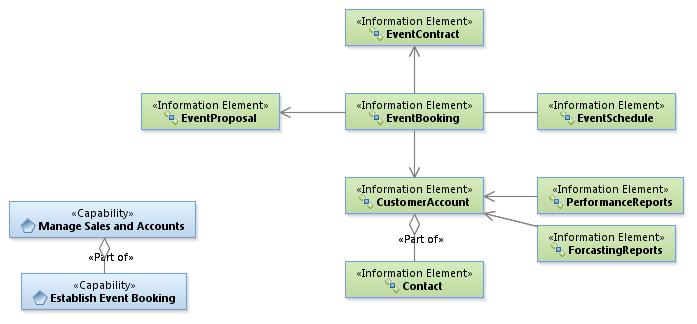 «Information Element»
EventContract
«Information Element»
EventProposal
«Information Element»
EventBooking
«Information Element»
EventSchedule
«Information Element»
CustomerAccount
«Information Element»
PerformanceReports
«Capability»
Manage Sales and Accounts
«Part of»
«Information Element»
ForcastingReports
«Part of»
«Information Element»
Contact
«Capability»
Establish Event Booking